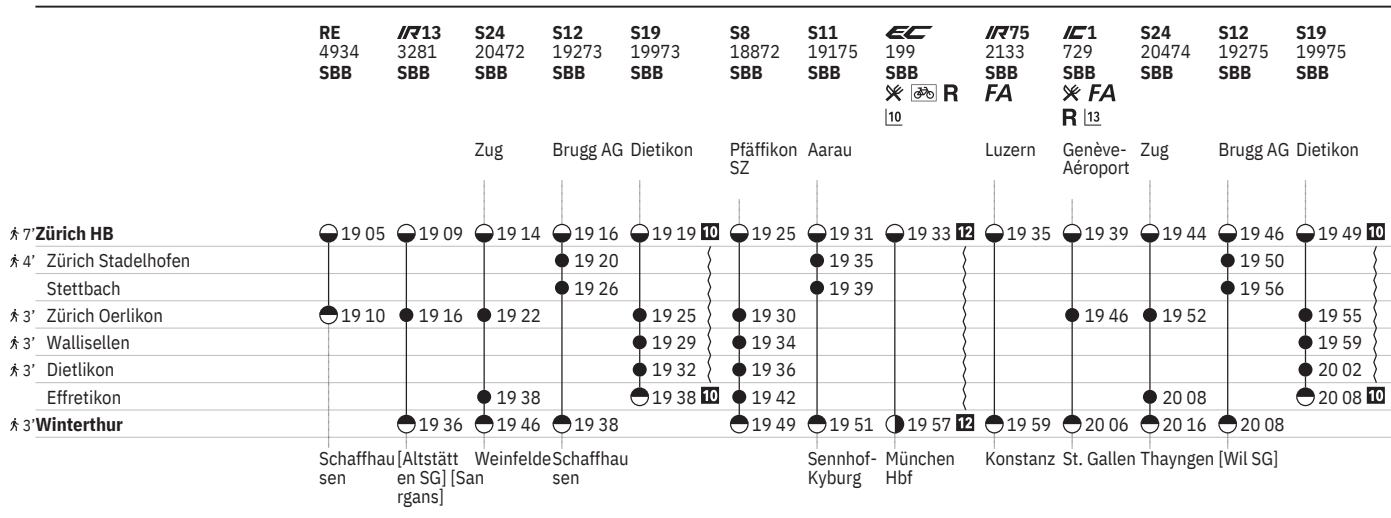 RE IR13 S24 S12 S19 S8 S11 EC IR75 IC1 S24 S12 S19
4934 3281 20472 19273 19973 18872 19175 199 2133 729 20474 19275 19975
SBB SBB SBB SBB SBB SBB SBB SBB SBB SBB SBB SBB SBB
R FA FA
10 R 13
Zug Brugg AG Dietikon Pfäffikon Aarau Luzern Genève- Zug Brugg AG Dietikon
SZ Aéroport
7' Zürich HB 19 05 19 09 19 14 19 16 19 19 10 19 25 19 31 19 33 12 19 35 19 39 19 44 19 46 19 49 10
4' Zürich Stadelhofen 19 20 19 35 19 50
Stettbach 19 26 19 39 19 56
3' Zürich Oerlikon 19 10 19 16 19 22 19 25 19 30 19 46 19 52 19 55
3' Wallisellen 19 29 19 34 19 59
3' Dietlikon 19 32 19 36 20 02
Effretikon 19 38 19 38 10 19 42 20 08 20 08 10
3' Winterthur 19 36 19 46 19 38 19 49 19 51 19 57 12 19 59 20 06 20 16 20 08
Schaffhau [Altstätt Weinfelde Schaffhau Sennhof- München Konstanz St. Gallen Thayngen [Wil SG]
sen en SG] [Sa n sen Kyburg Hbf
rgans]